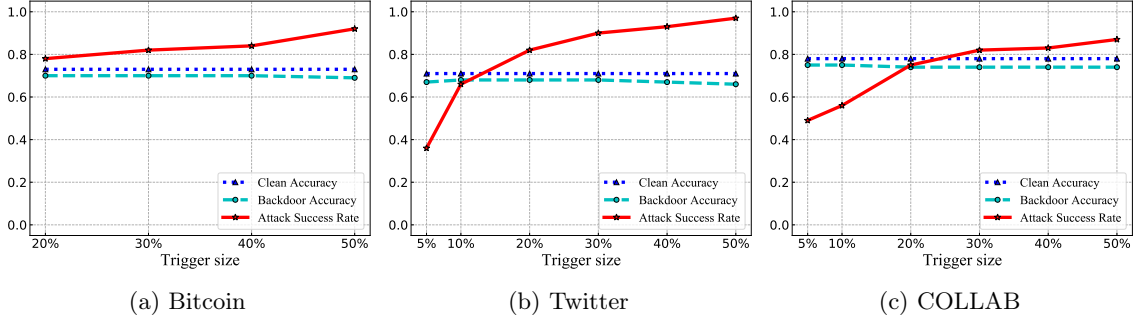 1.0
0.8
0.6
0.4
0.2
0.0
Clean Accuracy
Backdoor Accuracy
Attack Success Rate
20% 30% 40% 50%
Trigger size
(a) Bitcoin
1.0
0.8
0.6
0.4
0.2
0.0
Clean Accuracy
Backdoor Accuracy
Attack Success Rate
5% 10% 20% 30% 40% 50%
Trigger size
(b) Twitter
1.0
0.8
0.6
0.4
0.2
0.0
Clean Accuracy
Backdoor Accuracy
Attack Success Rate
5% 10% 20% 30% 40% 50%
Trigger size
(c) COLLAB